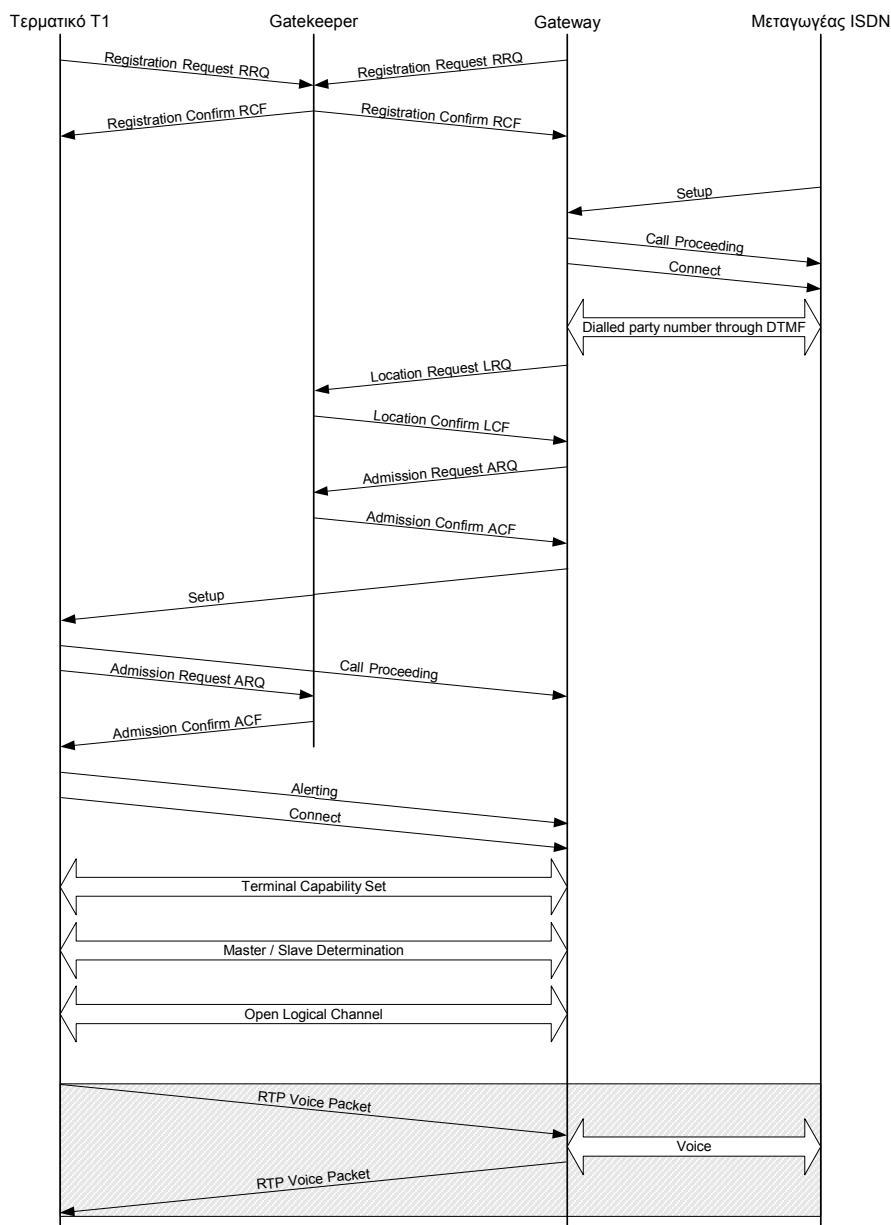 Τερματικό Τ1
Gatekeeper
Gateway
Μεταγωγέας ISDN
Registration Request RRQ
Registration Request RRQ
Registration Confirm RCF
Registration Confirm RCF
Setup
Call Proceeding
Connect
Dialled party number through DTMF
Location Request LRQ
Location Confirm LCF
Admission Request ARQ
Admission Confirm ACF
Setup
Call Proceeding
Admission Request ARQ
Admission Confirm ACF
Alerting
Connect
Terminal Capability Set
Master / Slave Determination
Open Logical Channel
RTP Voice Packet
Voice
RTP Voice Packet